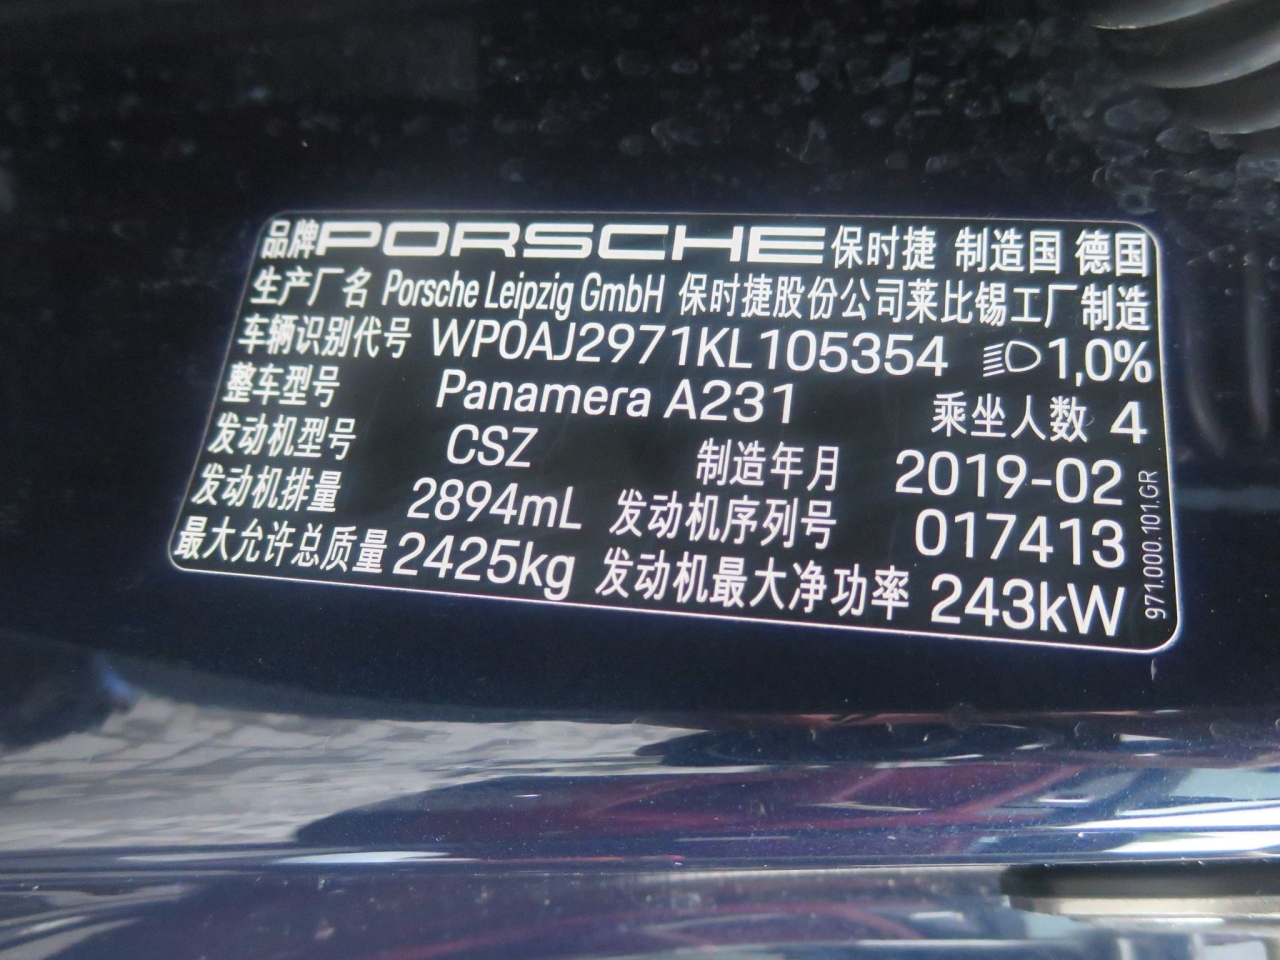 品牌PORSCHE保时捷 制造国 德国
生产厂名 Porsche Leipzig GmbH 保时捷股份公司莱比锡工厂制造
车辆识别代号 WP0AJ2971KL105354 1,0%
整车型号 Panamera A231 乘坐人数 4
发动机型号 CSZ 制造年月 2019-02
发动机排量 2894mL 发动机序列号 017413
最大允许总质量 2425kg 发动机最大净功率 243kW
971.000.101.GR